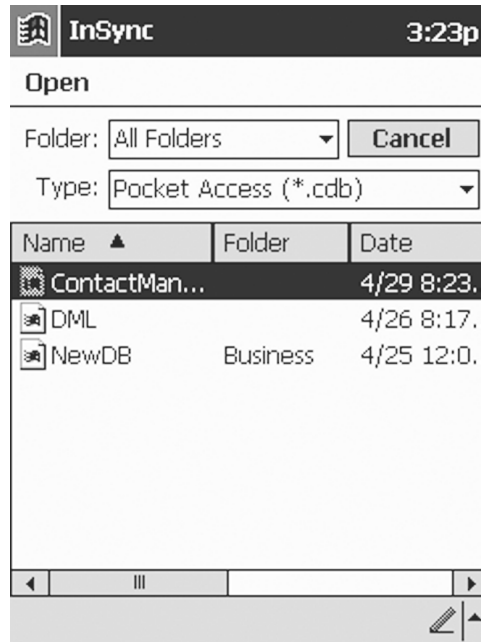 InSync 3:23p
Open
Folder: All Folders Cancel
Type: Pocket Access (*.cdb)
Name Folder Date
ContactMan... 4/29 8:23.
DML 4/26 8:17.
NewDB Business 4/25 12:0.